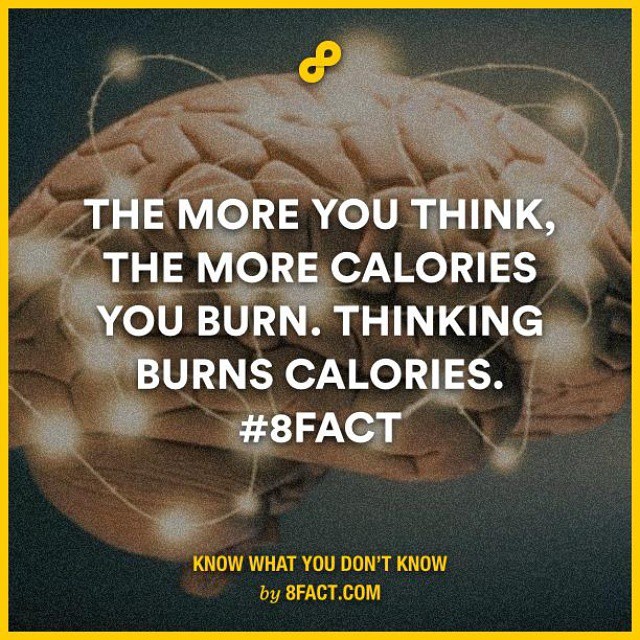 THE MORE YOU THINK,
THE MORE CALORIES
YOU BURN. THINKING
BURNS CALORIES.
#8FACT
KNOW WHAT YOU DON'T KNOW
by 8FACT.COM